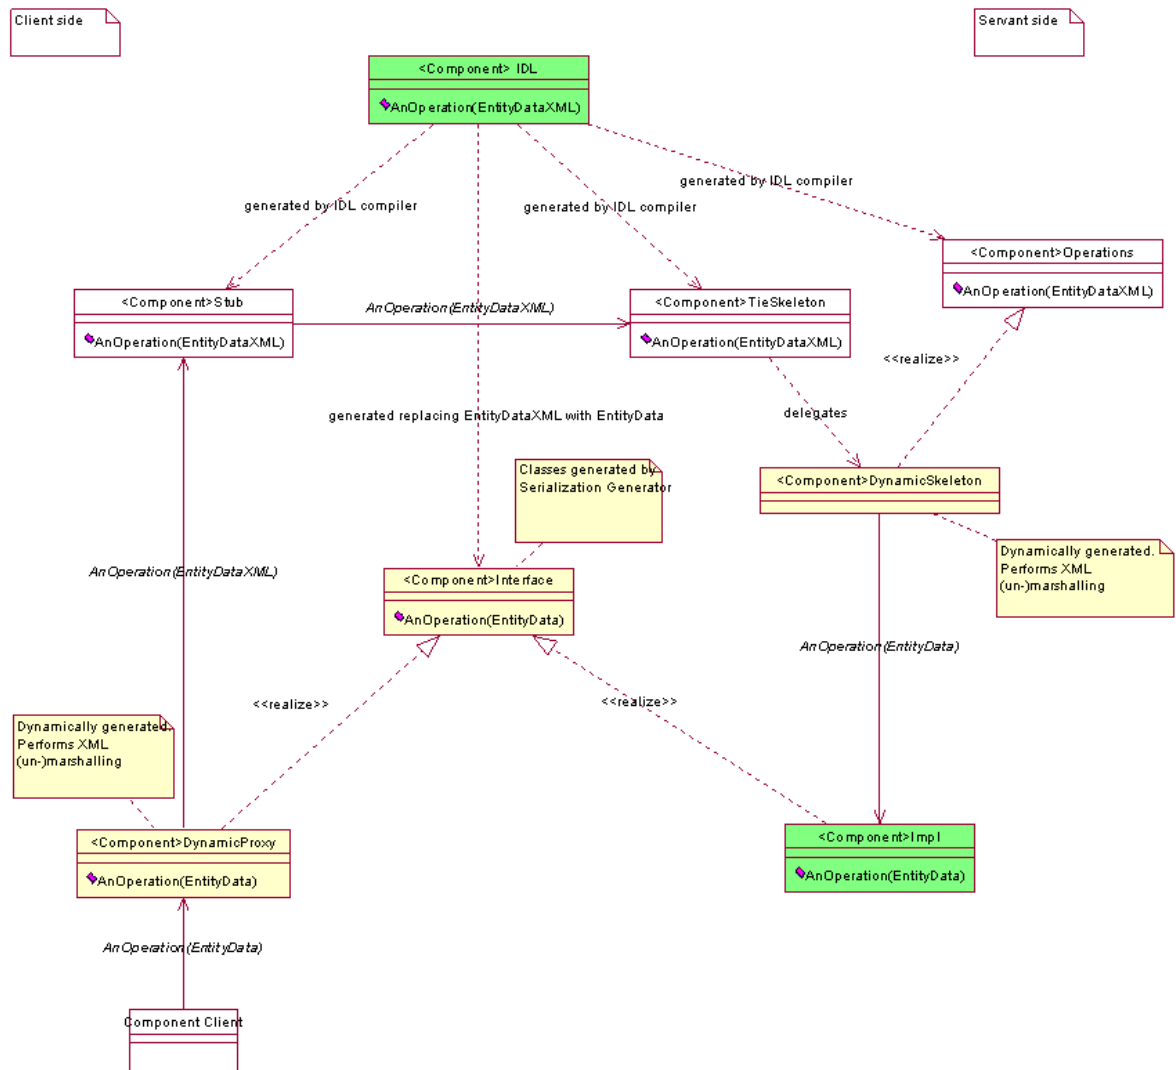 Client side
Servant side
<Component> IDL
AnOperation(EntityDataXML)
generated by IDL compiler
generated by IDL compiler
generated by IDL compiler
<Component>Operations
AnOperation(EntityDataXML)
<Component>Stub
AnOperation(EntityDataXML)
AnOperation(EntityDataXML)
<Component>TieSkeleton
AnOperation(EntityDataXML)
<<realize>>
generated replacing EntityDataXML with EntityData
delegates
Classes generated by
Serialization Generator
<Component>DynamicSkeleton
Dynamically generated.
Performs XML
(un-)marshalling
AnOperation(EntityDataXML)
<Component>Interface
AnOperation(EntityData)
AnOperation(EntityData)
<<realize>>
<<realize>>
Dynamically generated.
Performs XML
(un-)marshalling
<Component>DynamicProxy
AnOperation(EntityData)
<Component>Impl
AnOperation(EntityData)
AnOperation(EntityData)
Component Client